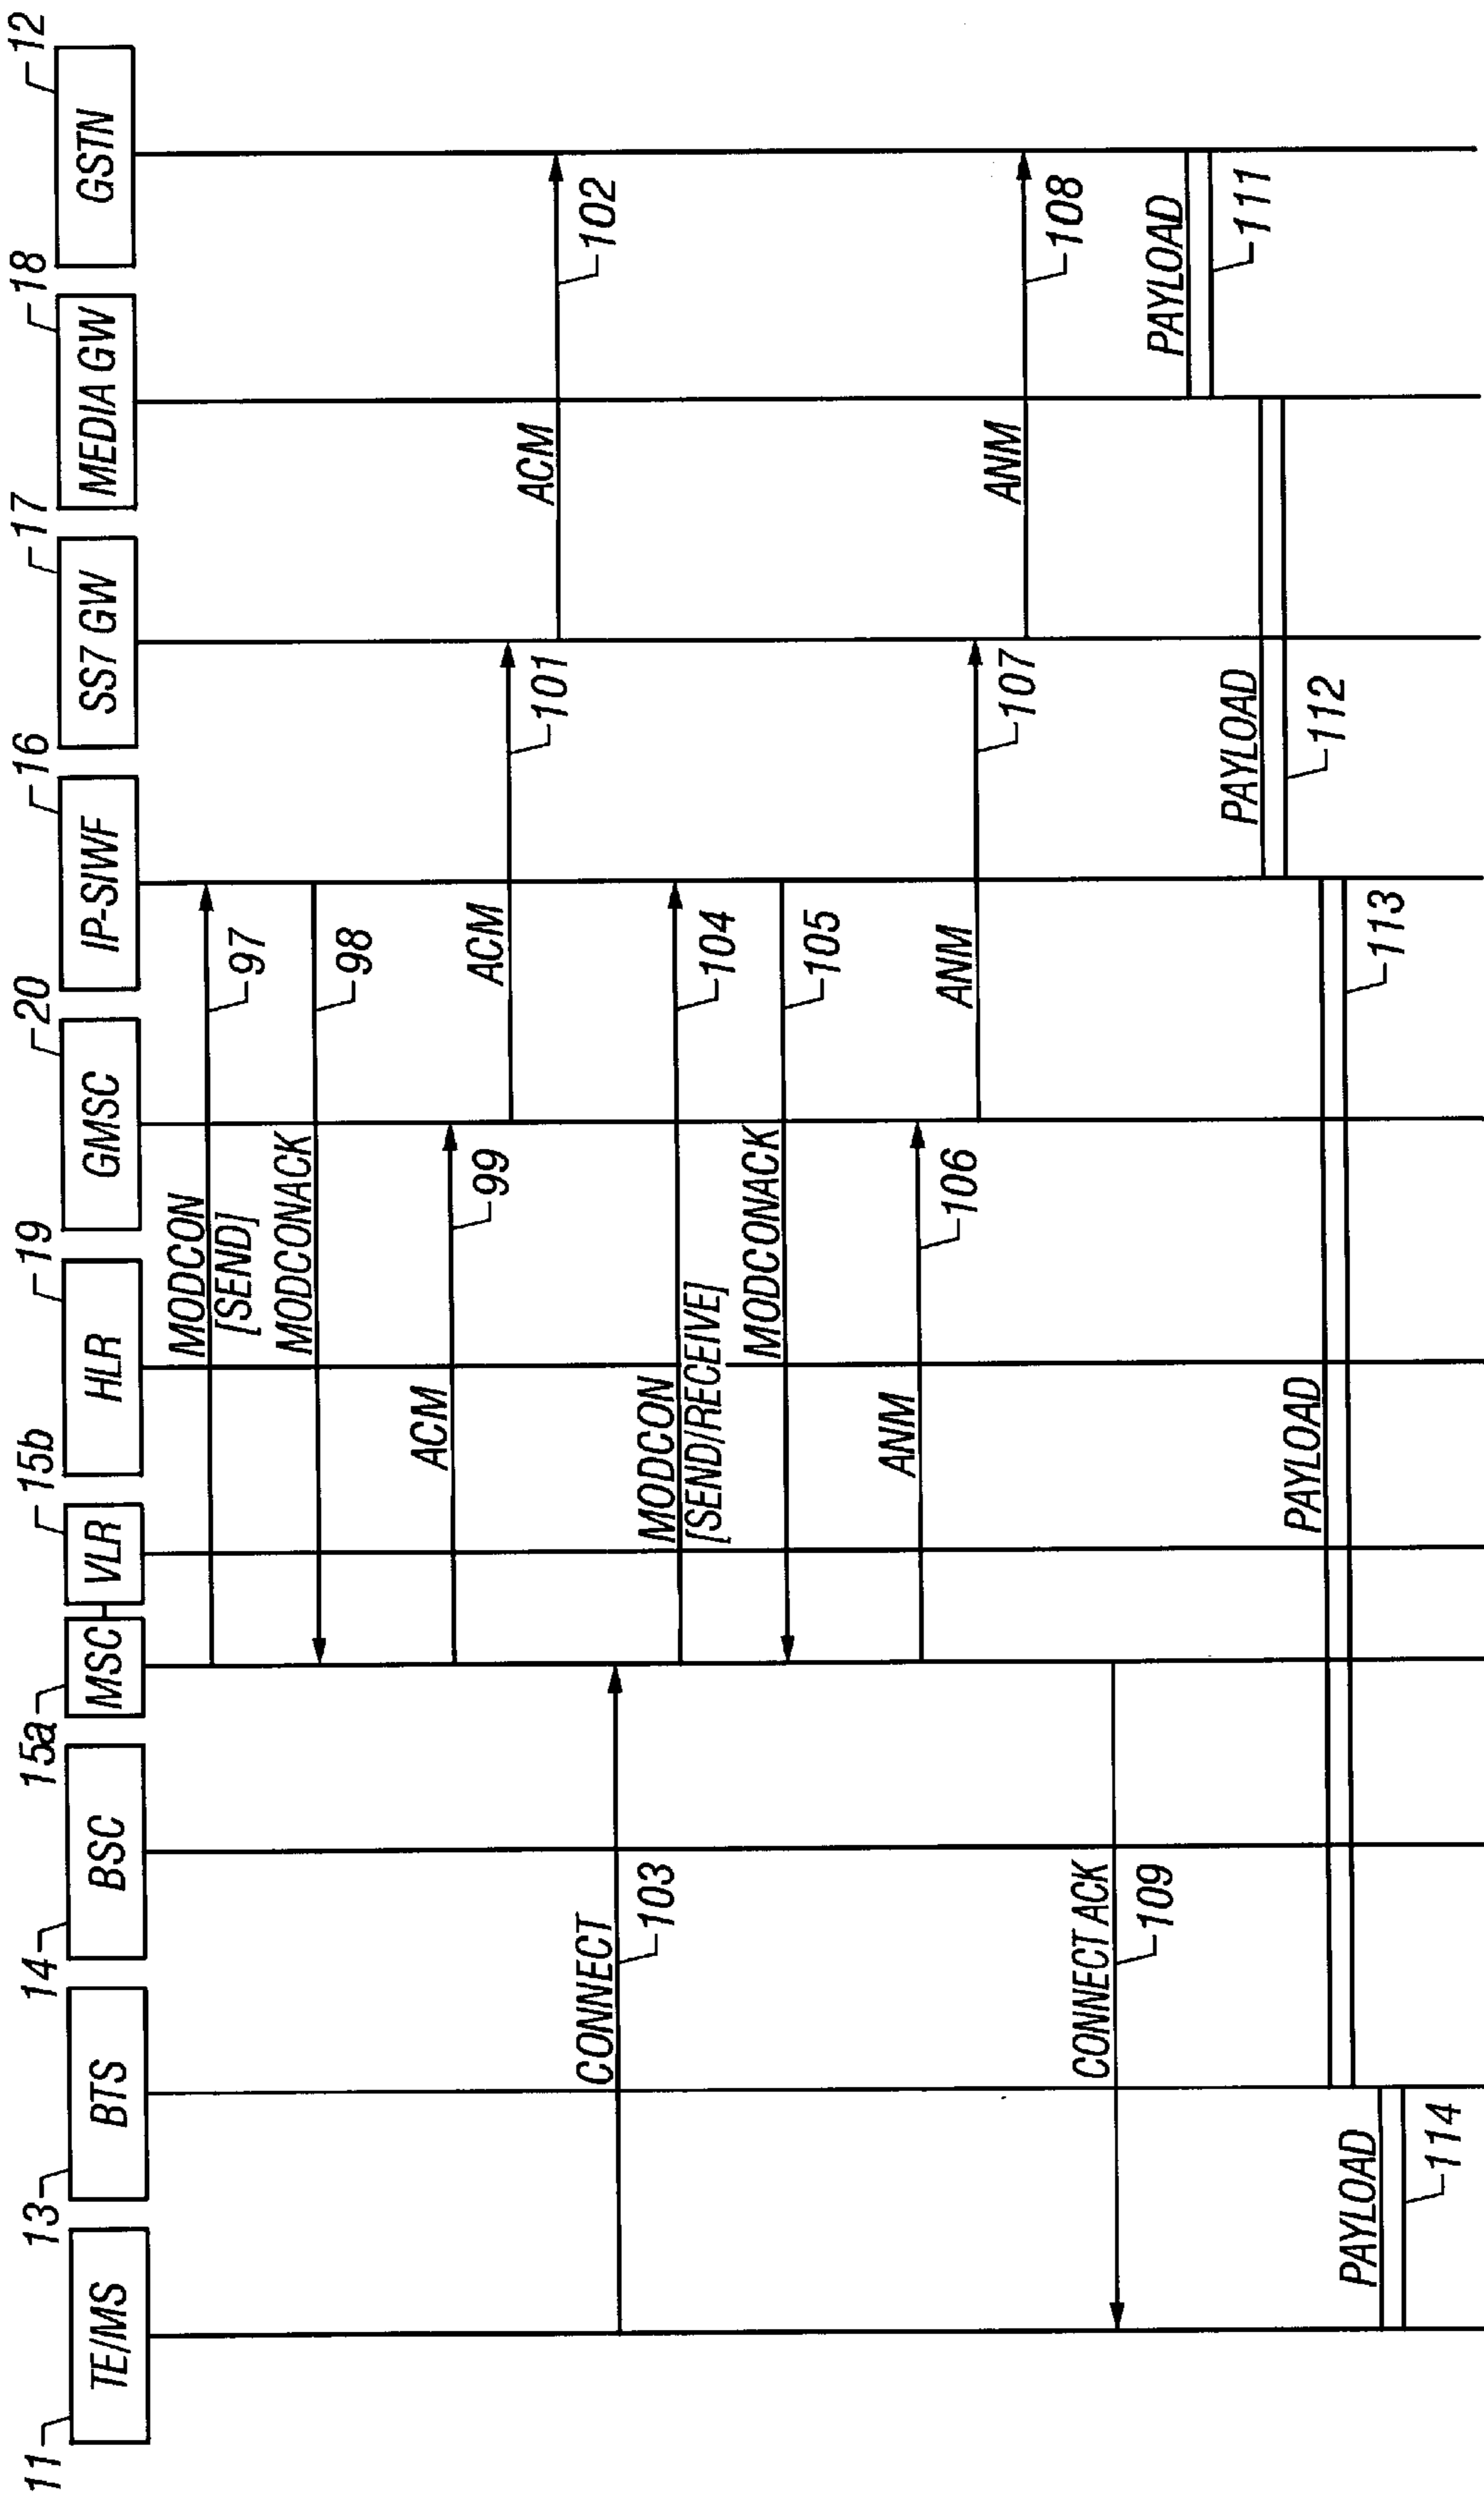 11
TE/MS
13
BTS
14
BSC
15a
MSC
15b
VLR
19
HLR
20
GMSC
16
IP-SIWF
17
SS7 GW
18
MEDIA GW
12
GSTN
MODCON
[SEND]
97
MODCONACK
98
ACM
99
ACM
101
ACM
102
CONNECT
103
MODCON
[SEND/RECEIVE]
104
MODCONACK
105
ANM
106
ANM
107
ANM
108
CONNECT ACK
109
PAYLOAD
111
PAYLOAD
112
PAYLOAD
113
PAYLOAD
114